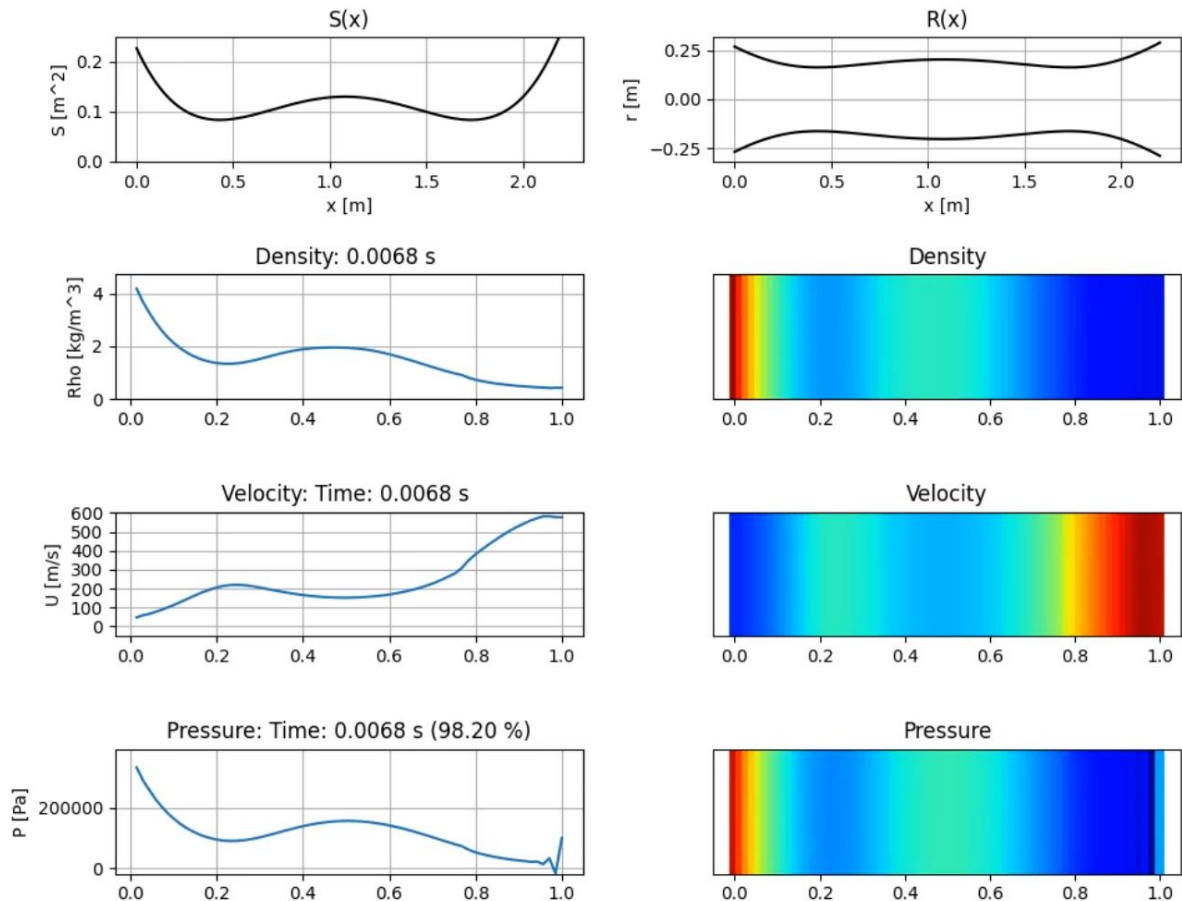 S(x)
S [m^2]
0.2
0.1
0.0
0.0 0.5 1.0 1.5 2.0
x [m]
R(x)
r [m]
0.25
0.00
−0.25
0.0 0.5 1.0 1.5 2.0
x [m]
Density: 0.0068 s
Rho [kg/m^3]
4
2
0
0.0 0.2 0.4 0.6 0.8 1.0
Density
0.0 0.2 0.4 0.6 0.8 1.0
Velocity: Time: 0.0068 s
U [m/s]
600
500
400
300
200
100
0
0.0 0.2 0.4 0.6 0.8 1.0
Velocity
0.0 0.2 0.4 0.6 0.8 1.0
Pressure: Time: 0.0068 s (98.20 %)
P [Pa]
200000
0
0.0 0.2 0.4 0.6 0.8 1.0
Pressure
0.0 0.2 0.4 0.6 0.8 1.0